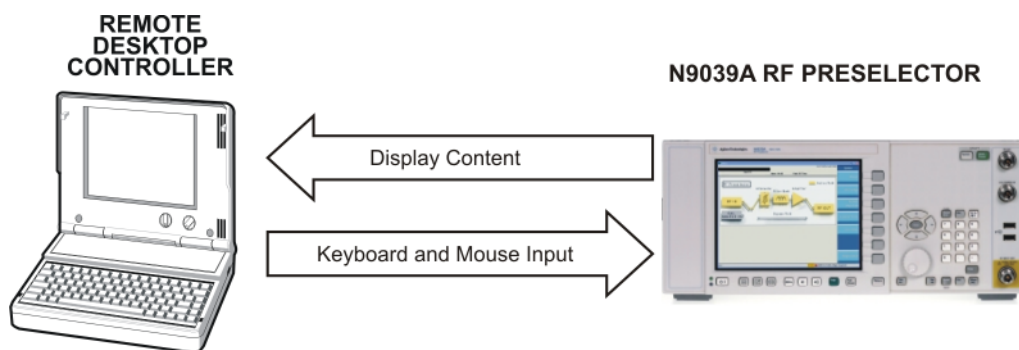 REMOTE
DESKTOP
CONTROLLER
N9039A RF PRESELECTOR
Display Content
Keyboard and Mouse Input